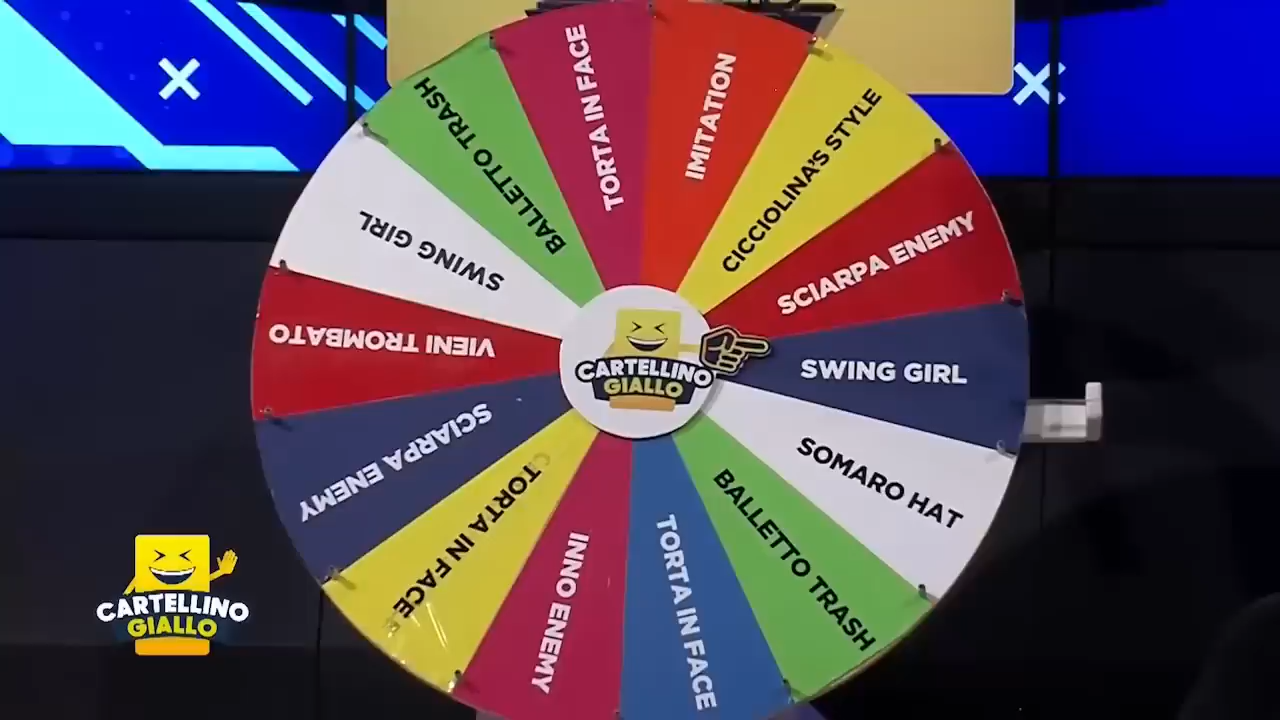 TORTA IN FACE
IMITATION
CICCIOLINA'S STYLE
SCIARPA ENEMY
SWING GIRL
SOMARO HAT
BALLETTO TRASH
TORTA IN FACE
INNO ENEMY
TORTA IN FACE
SCIARPA ENEMY
VIENI TROMBATO
SWING GIRL
BALLETTO TRASH
CARTELLINO
GIALLO
CARTELLINO
GIALLO